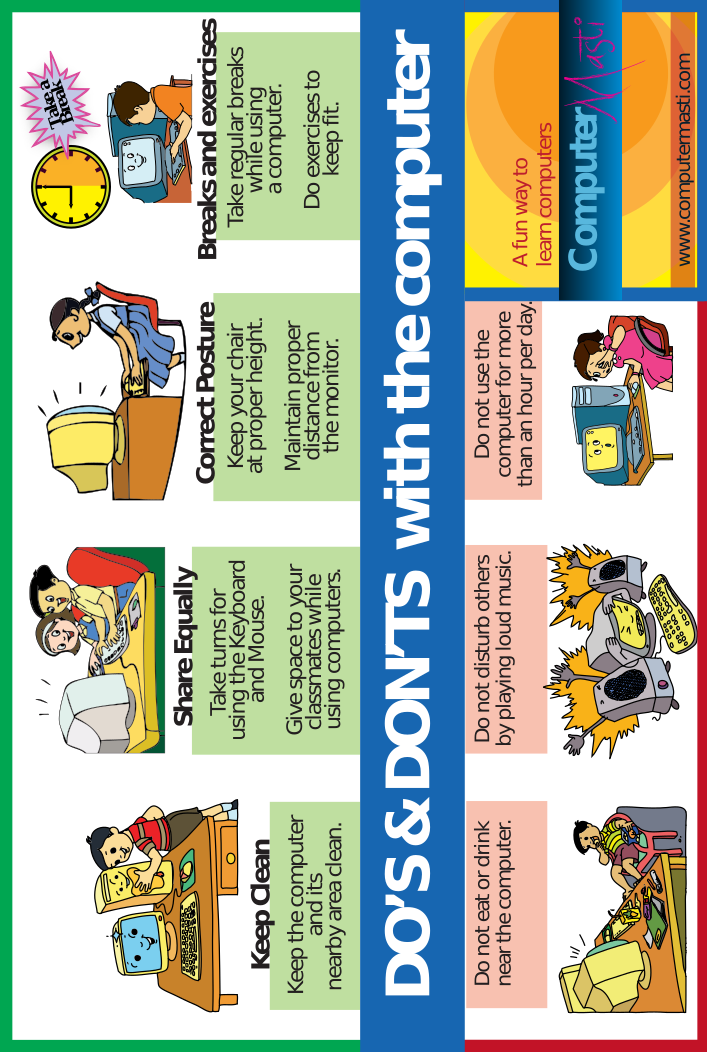 Keep Clean
Keep the computer
and its
nearby area clean.
Share Equally
Take turns for
using the Keyboard
and Mouse.
Give space to your
classmates while
using computers.
Correct Posture
Keep your chair
at proper height.
Maintain proper
distance from
the monitor.
Take a
Break
Breaks and exercises
Take regular breaks
while using
a computer.
Do exercises to
keep fit.
DO'S & DON'TS with the computer
Do not eat or drink
near the computer.
Do not disturb others
by playing loud music.
Do not use the
computer for more
than an hour per day.
A fun way to
learn computers
Computer Masti
www.computermasti.com